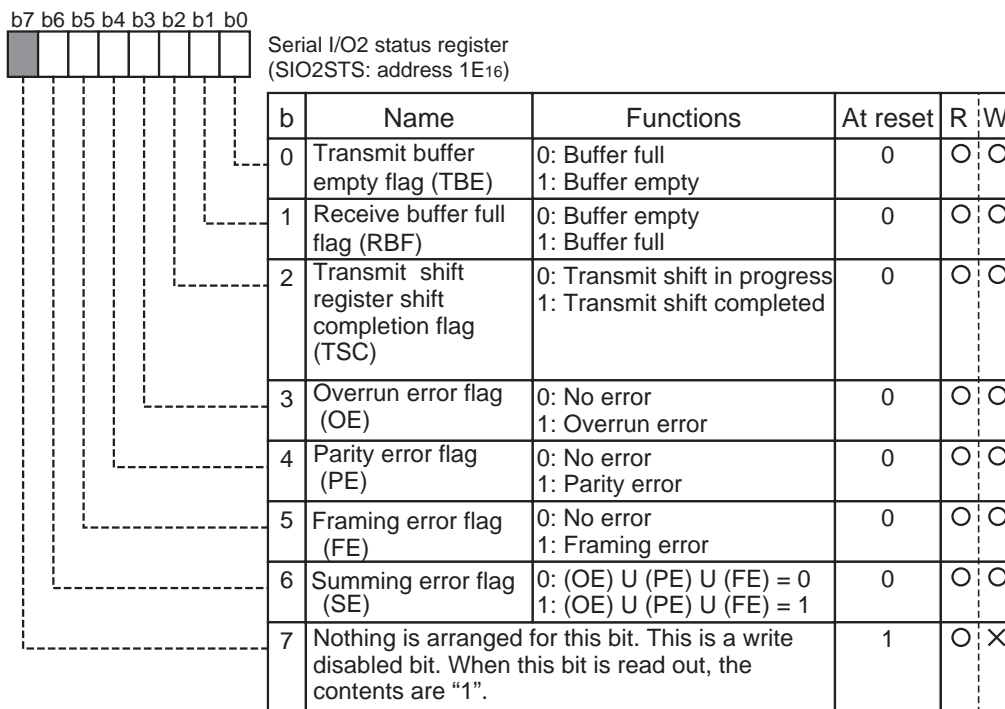 b7 b6 b5 b4 b3 b2 b1 b0
Serial I/O2 status register
(SIO2STS: address 1E16)
b Name Functions At reset R W
0 Transmit buffer empty flag (TBE) 0: Buffer full 0 O O
1: Buffer empty
1 Receive buffer full flag (RBF) 0: Buffer empty 0 O O
1: Buffer full
2 Transmit shift register shift completion flag (TSC) 0: Transmit shift in progress 0 O O
1: Transmit shift completed
3 Overrun error flag (OE) 0: No error 0 O O
1: Overrun error
4 Parity error flag (PE) 0: No error 0 O O
1: Parity error
5 Framing error flag (FE) 0: No error 0 O O
1: Framing error
6 Summing error flag (SE) 0: (OE) U (PE) U (FE) = 0 0 O O
1: (OE) U (PE) U (FE) = 1
7 Nothing is arranged for this bit. This is a write 1 O ×
disabled bit. When this bit is read out, the
contents are “1”.